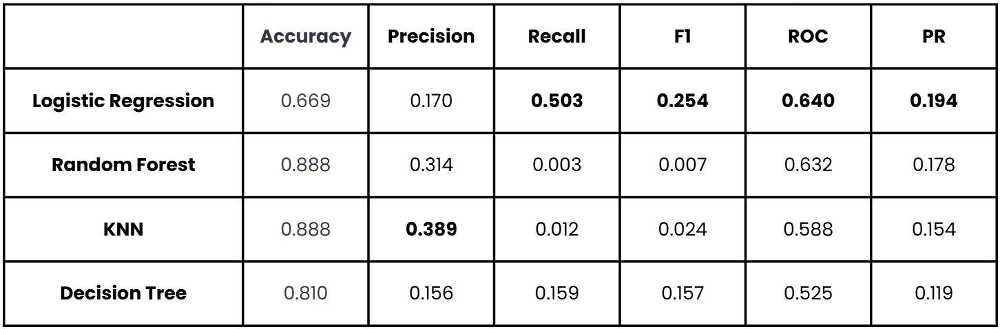 Accuracy Precision Recall F1 ROC PR
Logistic Regression 0.669 0.170 0.503 0.254 0.640 0.194
Random Forest 0.888 0.314 0.003 0.007 0.632 0.178
KNN 0.888 0.389 0.012 0.024 0.588 0.154
Decision Tree 0.810 0.156 0.159 0.157 0.525 0.119